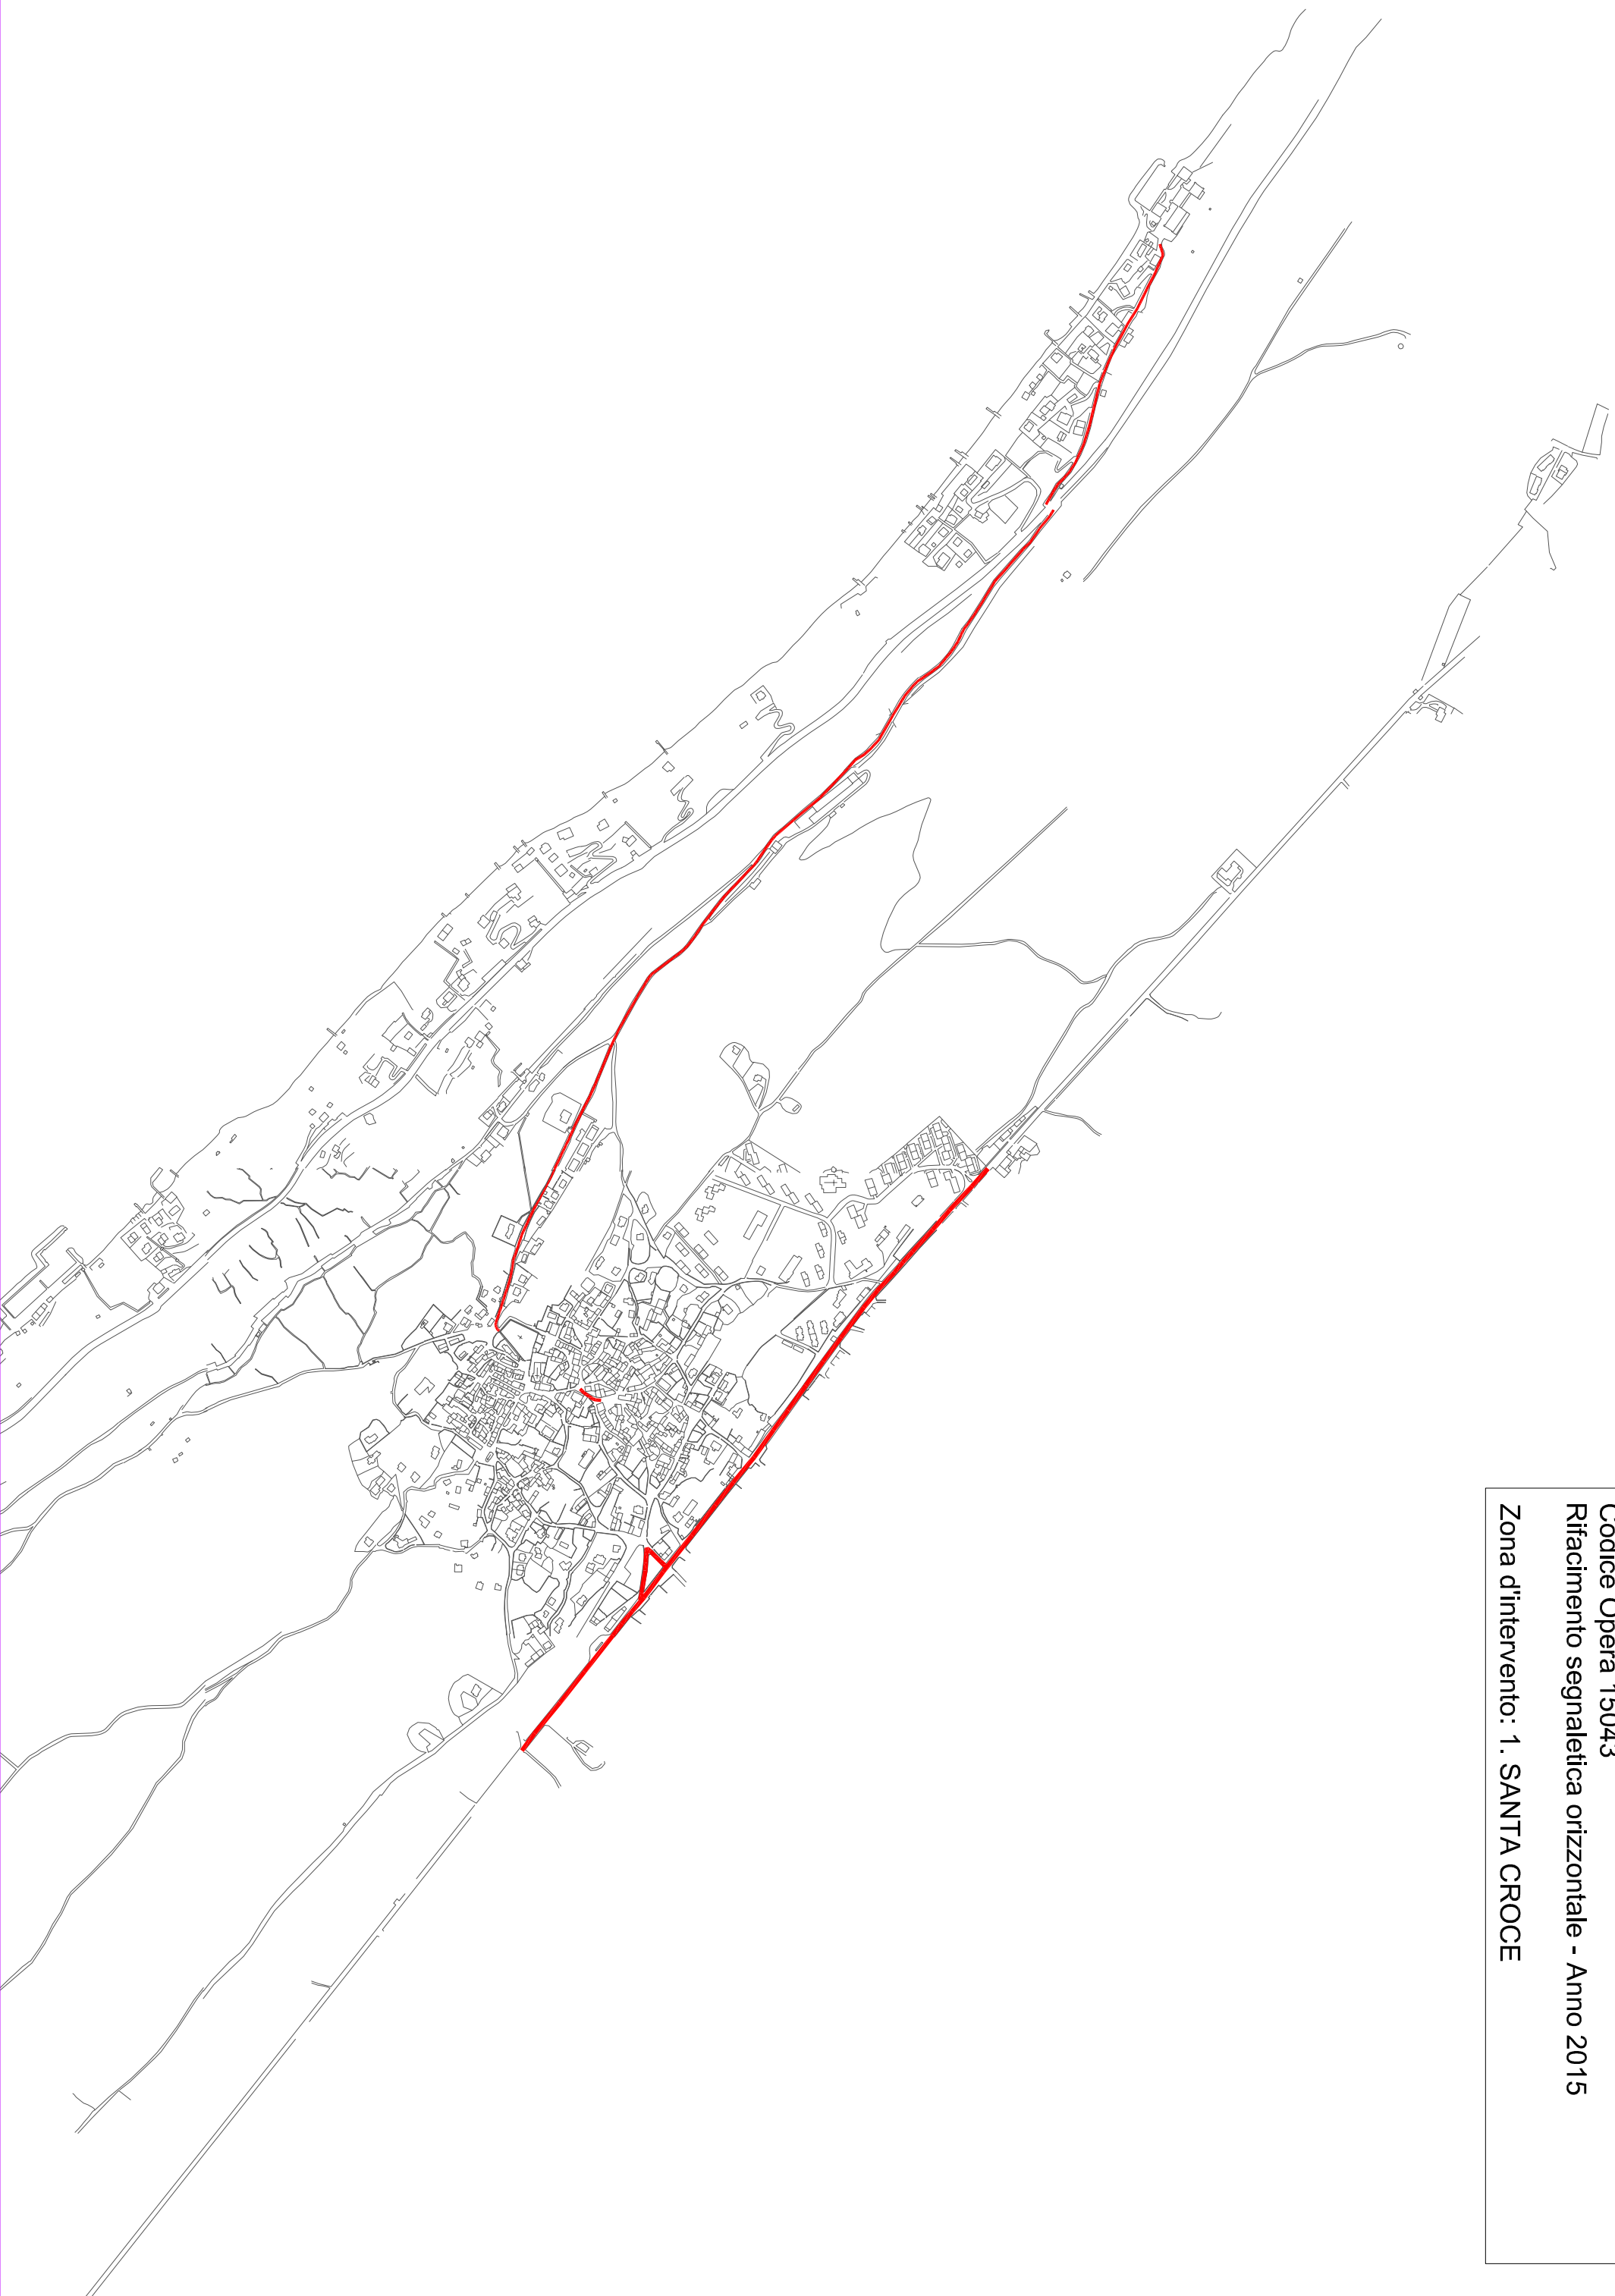 Codice Opera 15043
Rifacimento segnaletica orizzontale - Anno 2015
Zona d'intervento: 1. SANTA CROCE